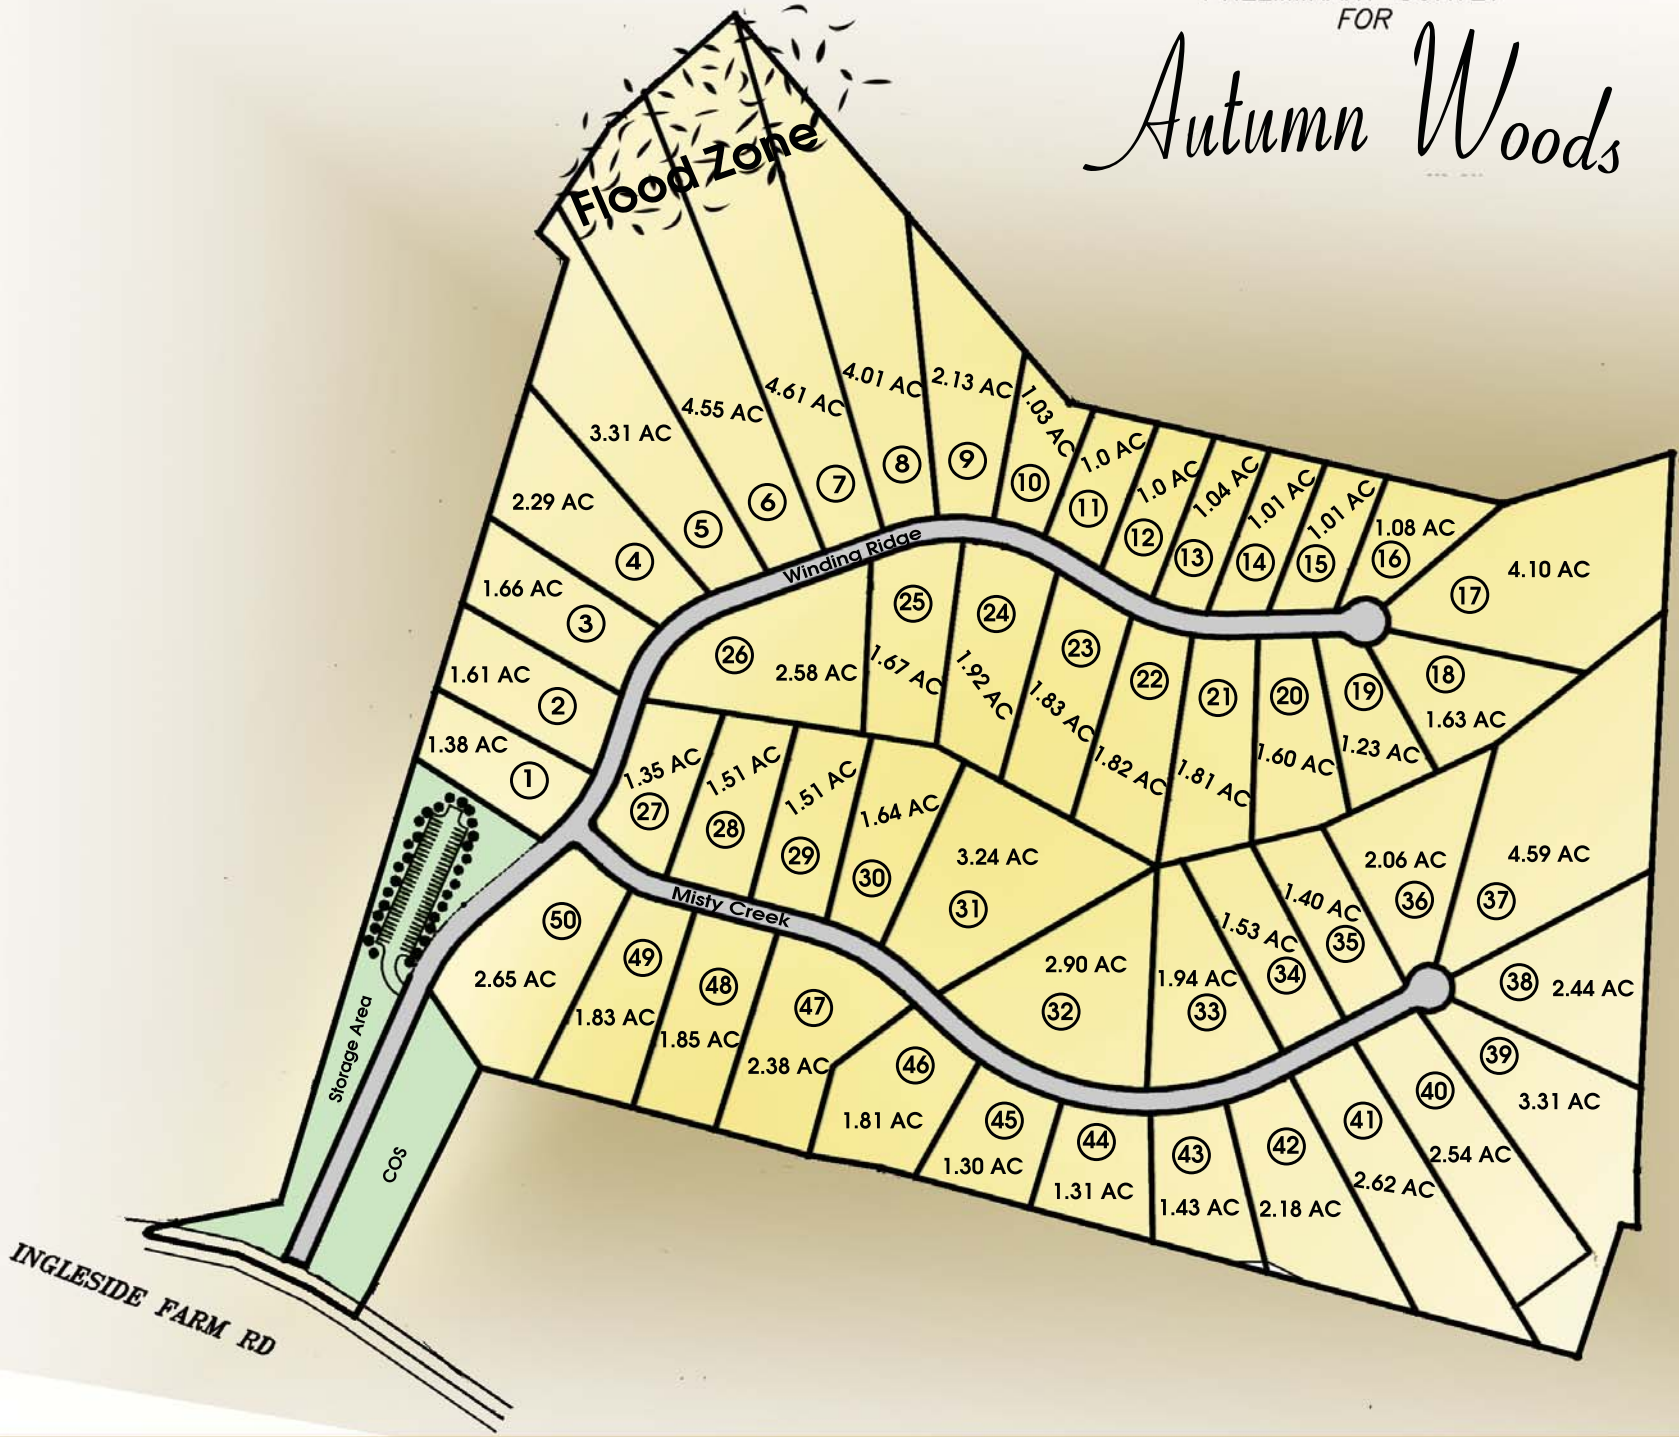 FOR
Autumn Woods
Flood Zone
4.01 AC
2.13 AC
4.61 AC
4.55 AC
3.31 AC
1.03 AC
1.0 AC
1.0 AC
1.04 AC
1.01 AC
1.01 AC
1.08 AC
4.10 AC
2.29 AC
1.66 AC
1.61 AC
1.38 AC
1
2
3
4
5
6
7
8
9
10
11
12
13
14
15
16
17
Winding Ridge
26
2.58 AC
25
1.67 AC
24
1.92 AC
23
1.83 AC
22
1.82 AC
21
1.81 AC
20
1.60 AC
19
1.23 AC
18
1.63 AC
1.35 AC
27
1.51 AC
28
1.51 AC
29
1.64 AC
30
3.24 AC
31
2.90 AC
32
1.94 AC
33
1.53 AC
34
1.40 AC
35
2.06 AC
36
4.59 AC
37
Misty Creek
38
2.44 AC
39
3.31 AC
40
2.54 AC
41
2.62 AC
42
2.18 AC
43
1.43 AC
44
1.31 AC
45
1.30 AC
46
1.81 AC
47
2.38 AC
48
1.85 AC
49
1.83 AC
50
2.65 AC
Storage Area
COS
INGLESIDE FARM RD